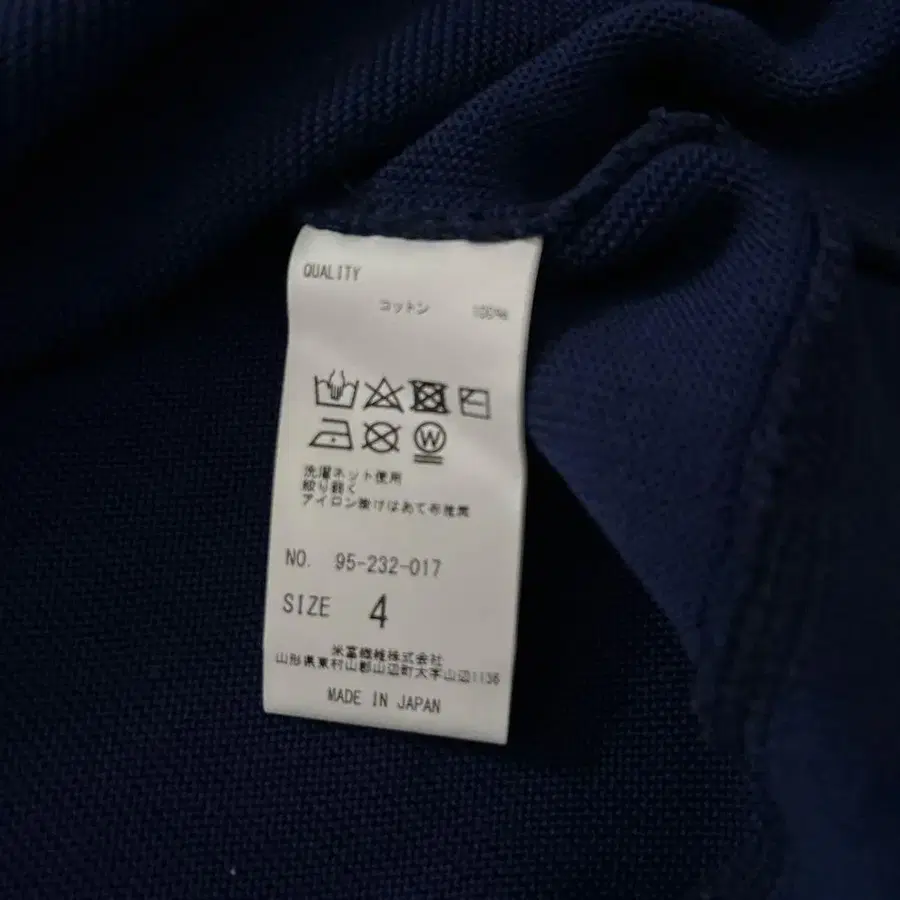 QUALITY
コットン 100%
W
洗濯ネット使用
絞り弱く
アイロン掛けはあて布推奨
NO. 95-232-017
SIZE 4
米富繊維株式会社
山形県東村山郡山辺町大字山辺1136
MADE IN JAPAN